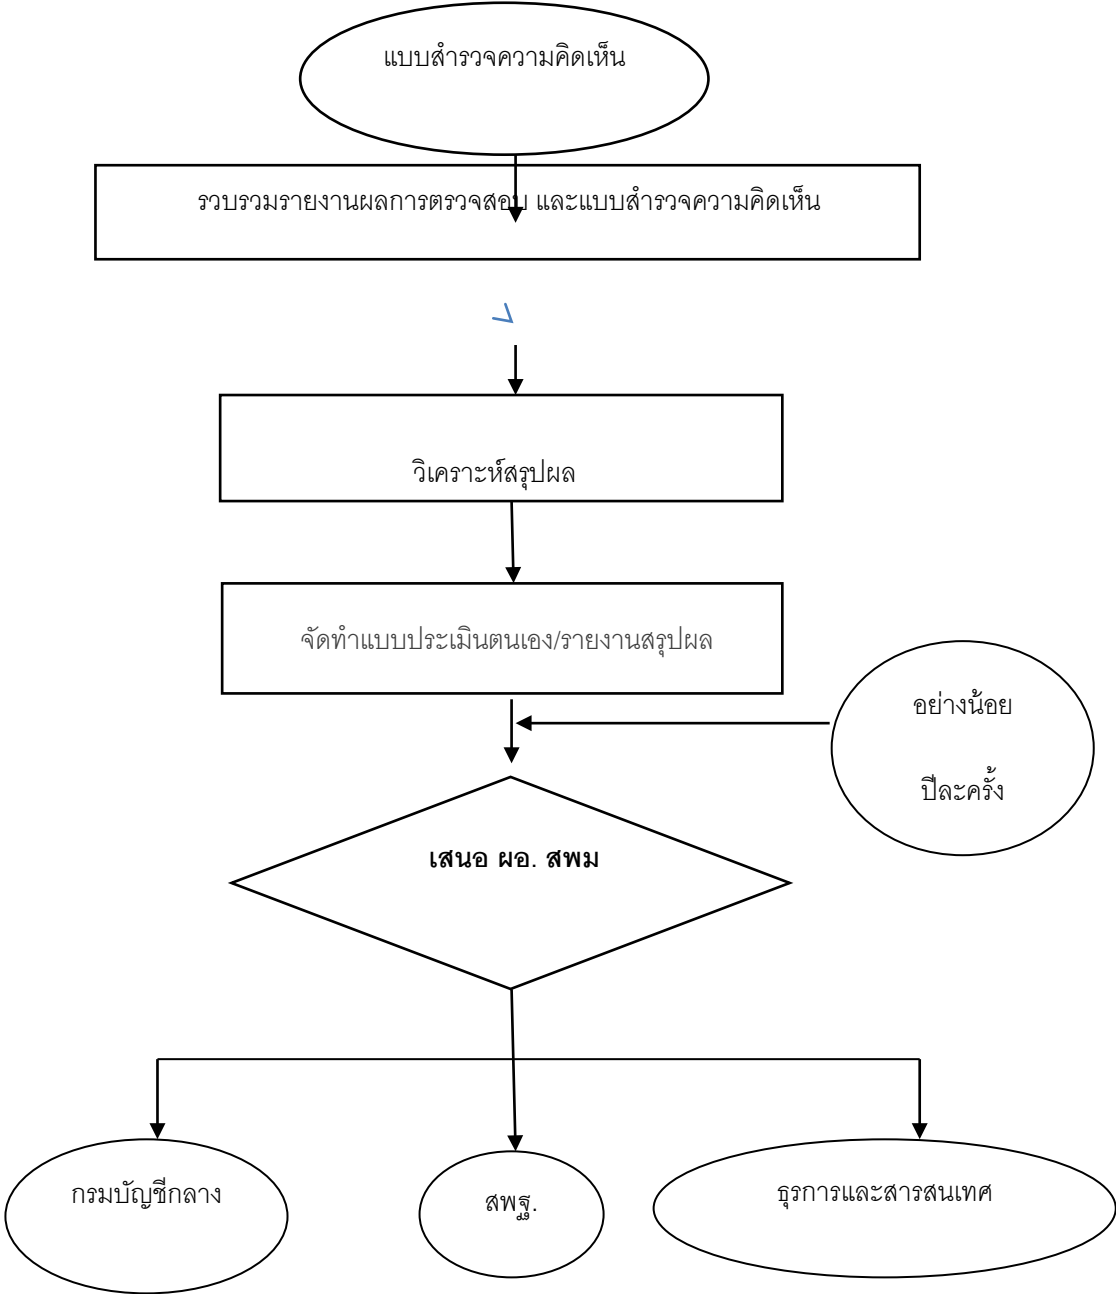 แบบสำรวจความคิดเห็น
รวบรวมรายงานผลการตรวจสอบ และแบบสำรวจความคิดเห็น
วิเคราะห์สรุปผล
จัดทำแบบประเมินตนเอง/รายงานสรุปผล
อย่างน้อย
ปีละครั้ง
เสนอ ผอ. สพม
กรมบัญชีกลาง
สพฐ.
ธุรการและสารสนเทศ